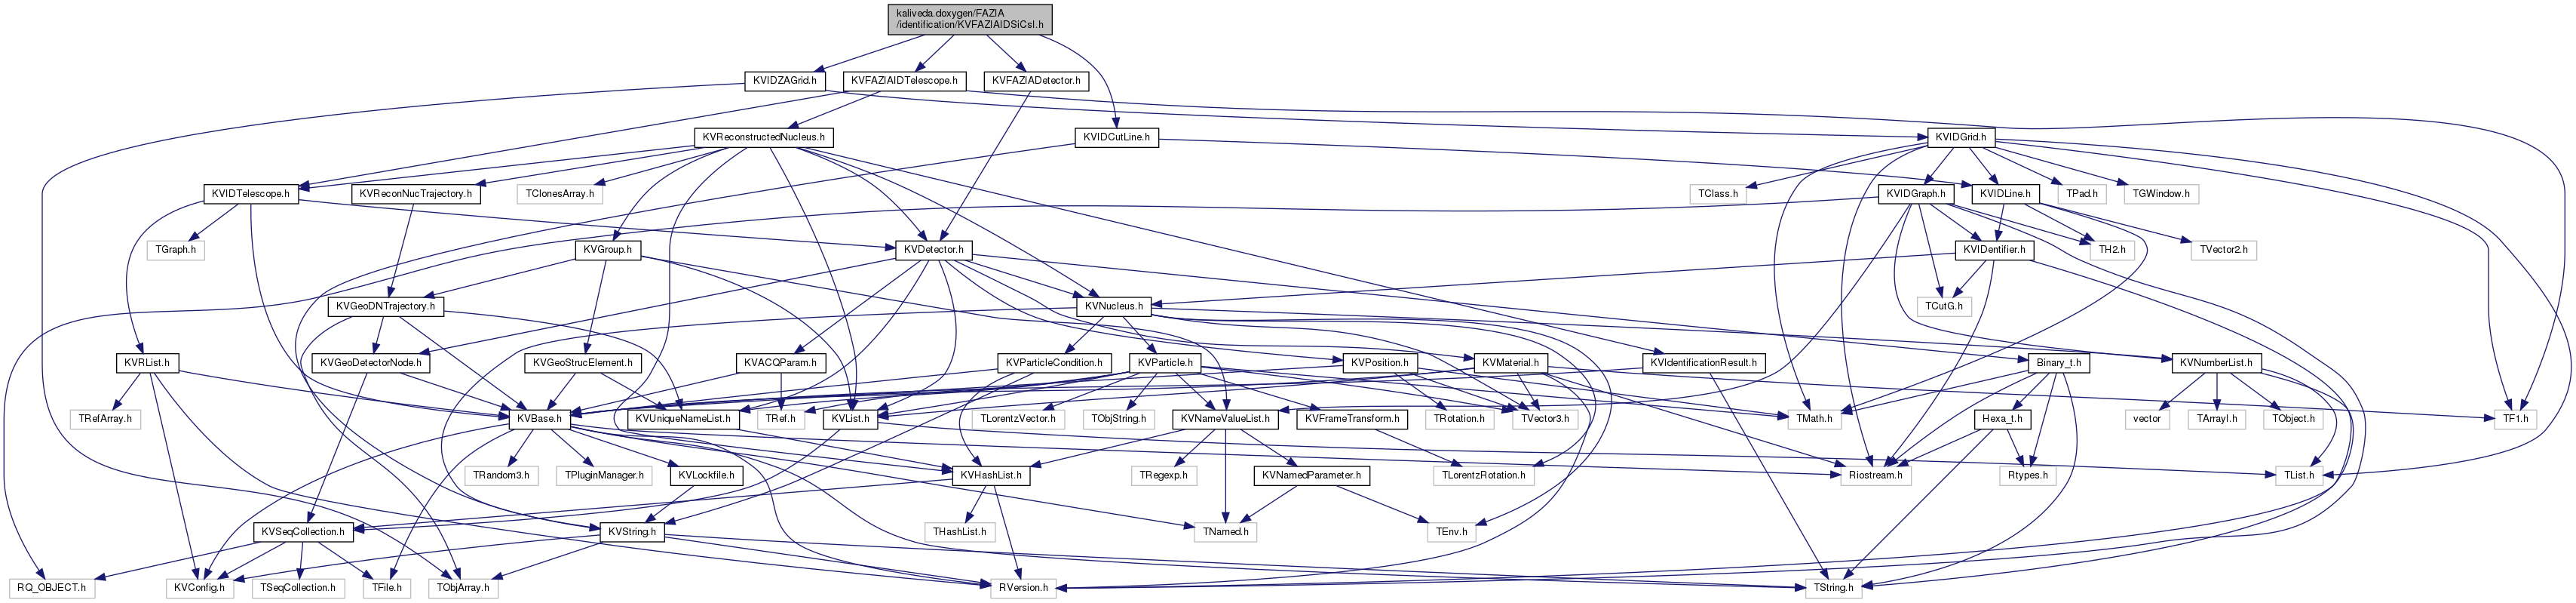 kaliveda.doxygen/FAZIA
/identification/KVFAZIAIDSiCsI.h
KVIDZAGrid.h
KVFAZIAIDTelescope.h
KVFAZIADetector.h
KVReconstructedNucleus.h
KVIDCutLine.h
KVIDGrid.h
KVIDTelescope.h
KVReconNucTrajectory.h
TClonesArray.h
TClass.h
KVIDGraph.h
KVIDLine.h
TPad.h
TGWindow.h
TGraph.h
KVGroup.h
KVDetector.h
KVIDentifier.h
TH2.h
TVector2.h
KVGeoDNTrajectory.h
KVNucleus.h
TCutG.h
KVRList.h
KVGeoDetectorNode.h
KVGeoStrucElement.h
KVACQParam.h
KVParticleCondition.h
KVParticle.h
KVPosition.h
KVMaterial.h
KVIdentificationResult.h
Binary_t.h
KVNumberList.h
TRefArray.h
KVBase.h
KVUniqueNameList.h
TRef.h
KVList.h
TLorentzVector.h
TObjString.h
KVNameValueList.h
KVFrameTransform.h
TRotation.h
TVector3.h
TMath.h
Hexa_t.h
vector
TArrayI.h
TObject.h
TF1.h
TRandom3.h
TPluginManager.h
KVLockfile.h
KVHashList.h
TRegexp.h
KVNamedParameter.h
TLorentzRotation.h
Riostream.h
Rtypes.h
TList.h
KVSeqCollection.h
KVString.h
THashList.h
TNamed.h
TEnv.h
RQ_OBJECT.h
KVConfig.h
TSeqCollection.h
TFile.h
TObjArray.h
RVersion.h
TString.h